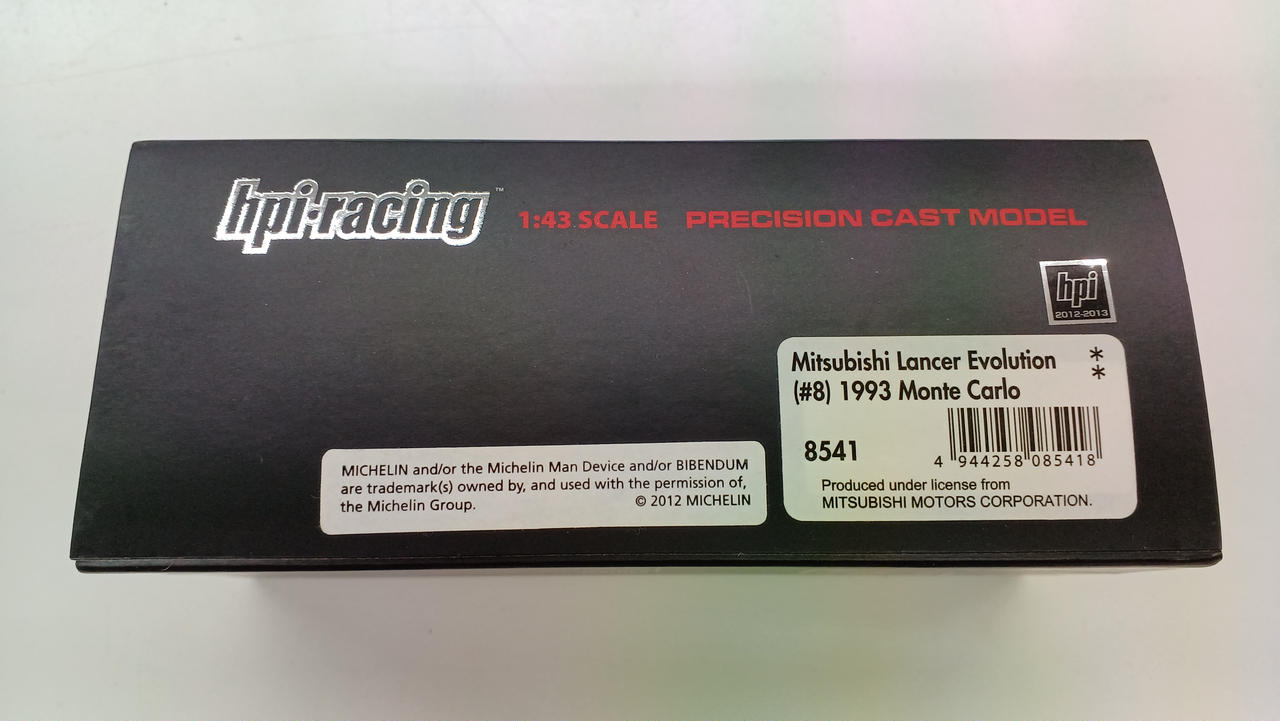 hpi·racing™ 1:43 SCALE PRECISION CAST MODEL
hpi
2012-2013
Mitsubishi Lancer Evolution *
(#8) 1993 Monte Carlo *
8541
4 944258 085418
Produced under license from
MITSUBISHI MOTORS CORPORATION.
MICHELIN and/or the Michelin Man Device and/or BIBENDUM
are trademark(s) owned by, and used with the permission of,
the Michelin Group. © 2012 MICHELIN